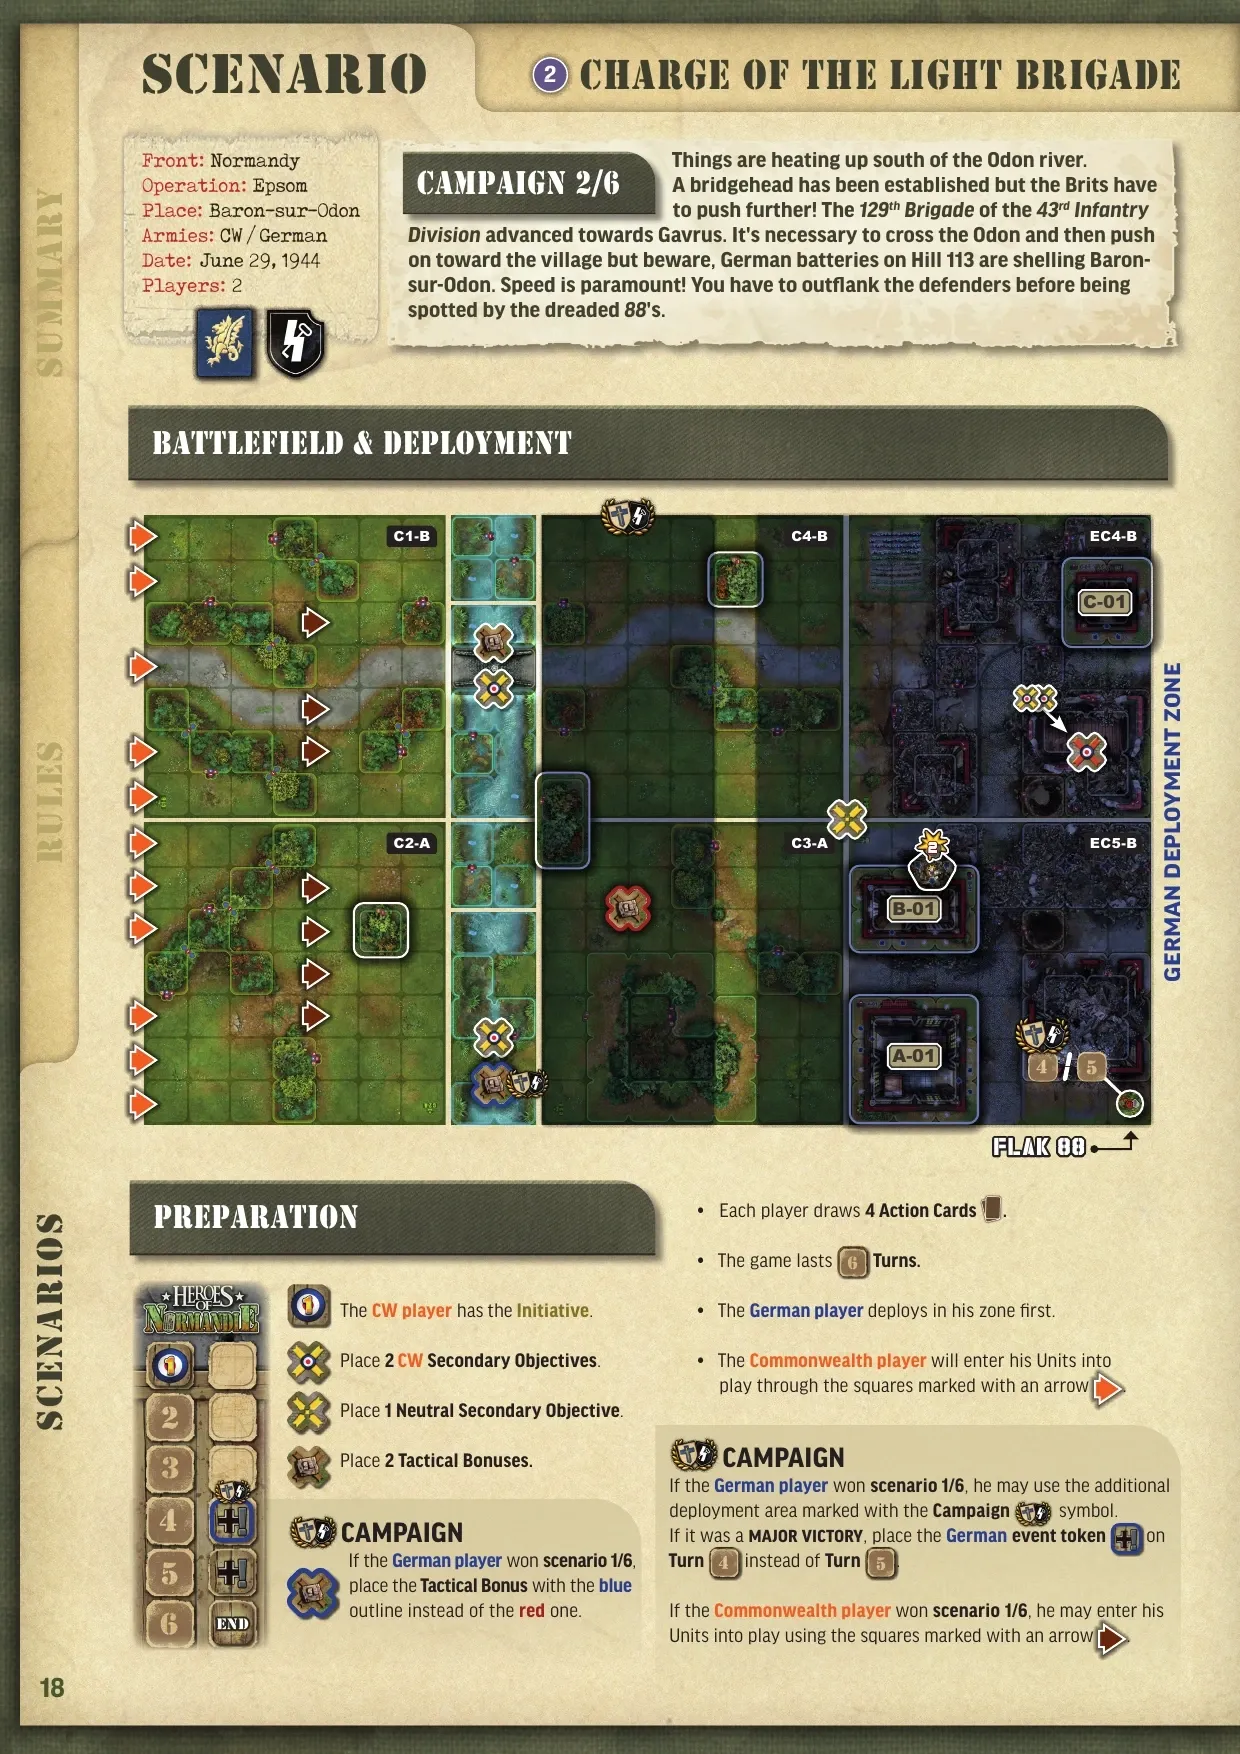 SCENARIO
2 CHARGE OF THE LIGHT BRIGADE
Front: Normandy
Operation: Epsom
Place: Baron-sur-Odon
Armies: CW / German
Date: June 29, 1944
Players: 2
CAMPAIGN 2/6
Things are heating up south of the Odon river.
A bridgehead has been established but the Brits have
to push further! The 129th Brigade of the 43rd Infantry
Division advanced towards Gavrus. It's necessary to cross the Odon and then push
on toward the village but beware, German batteries on Hill 113 are shelling Baron-
sur-Odon. Speed is paramount! You have to outflank the defenders before being
spotted by the dreaded 88's.
SUMMARY
RULES
SCENARIOS
BATTLEFIELD & DEPLOYMENT
C1-B
C4-B
EC4-B
C-01
C2-A
C3-A
EC5-B
2
B-01
A-01
4 / 5
GERMAN DEPLOYMENT ZONE
FLAK 88
PREPARATION
HEROES
OF
NORMANDIE
1
2
3
4
5
6
END
The CW player has the Initiative.
Place 2 CW Secondary Objectives.
Place 1 Neutral Secondary Objective.
Place 2 Tactical Bonuses.
CAMPAIGN
If the German player won scenario 1/6,
place the Tactical Bonus with the blue
outline instead of the red one.
• Each player draws 4 Action Cards .
• The game lasts 6 Turns.
• The German player deploys in his zone first.
• The Commonwealth player will enter his Units into
play through the squares marked with an arrow .
CAMPAIGN
If the German player won scenario 1/6, he may use the additional
deployment area marked with the Campaign symbol.
If it was a MAJOR VICTORY, place the German event token on
Turn 4 instead of Turn 5.
If the Commonwealth player won scenario 1/6, he may enter his
Units into play using the squares marked with an arrow .
18